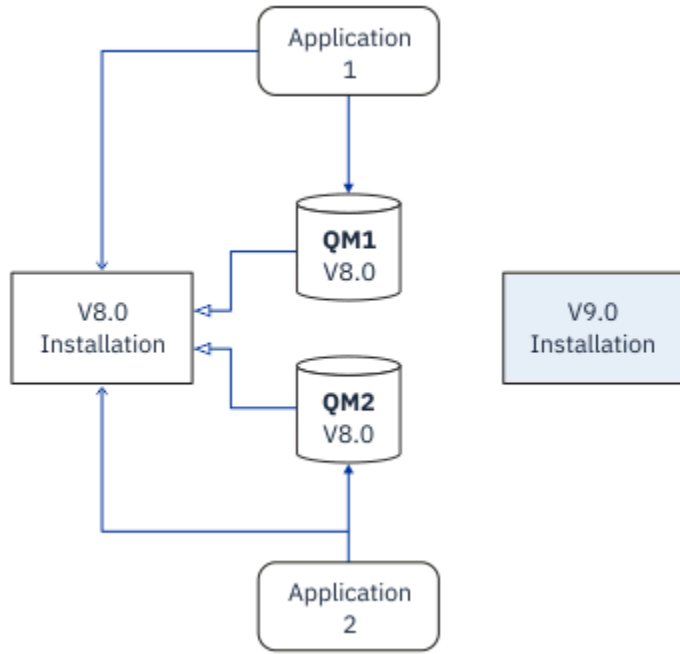 Application
1
QM1
V8.0
V8.0
Installation
V9.0
Installation
QM2
V8.0
Application
2